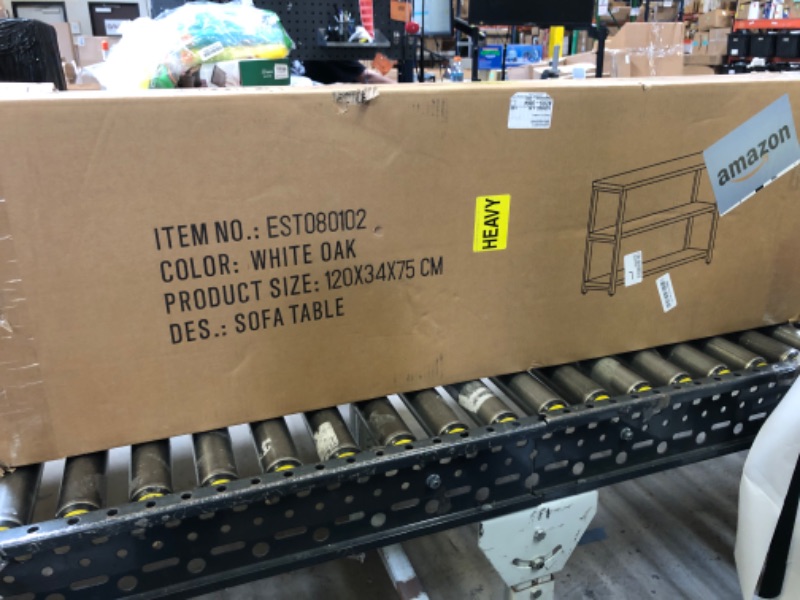 ITEM NO.: EST080102
COLOR: WHITE OAK
PRODUCT SIZE: 120X34X75 CM
DES.: SOFA TABLE
HEAVY
amazon